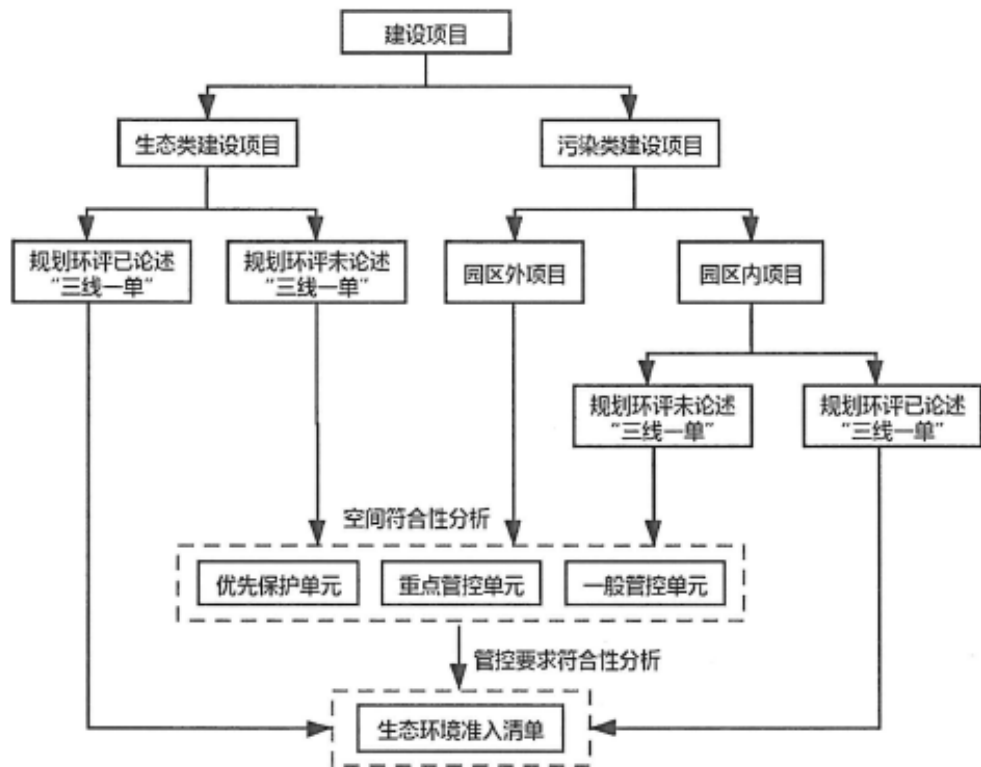 建设项目
生态类建设项目
污染类建设项目
规划环评已论述
“三线一单”
规划环评未论述
“三线一单”
园区外项目
园区内项目
规划环评未论述
“三线一单”
规划环评已论述
“三线一单”
空间符合性分析
优先保护单元
重点管控单元
一般管控单元
管控要求符合性分析
生态环境准入清单